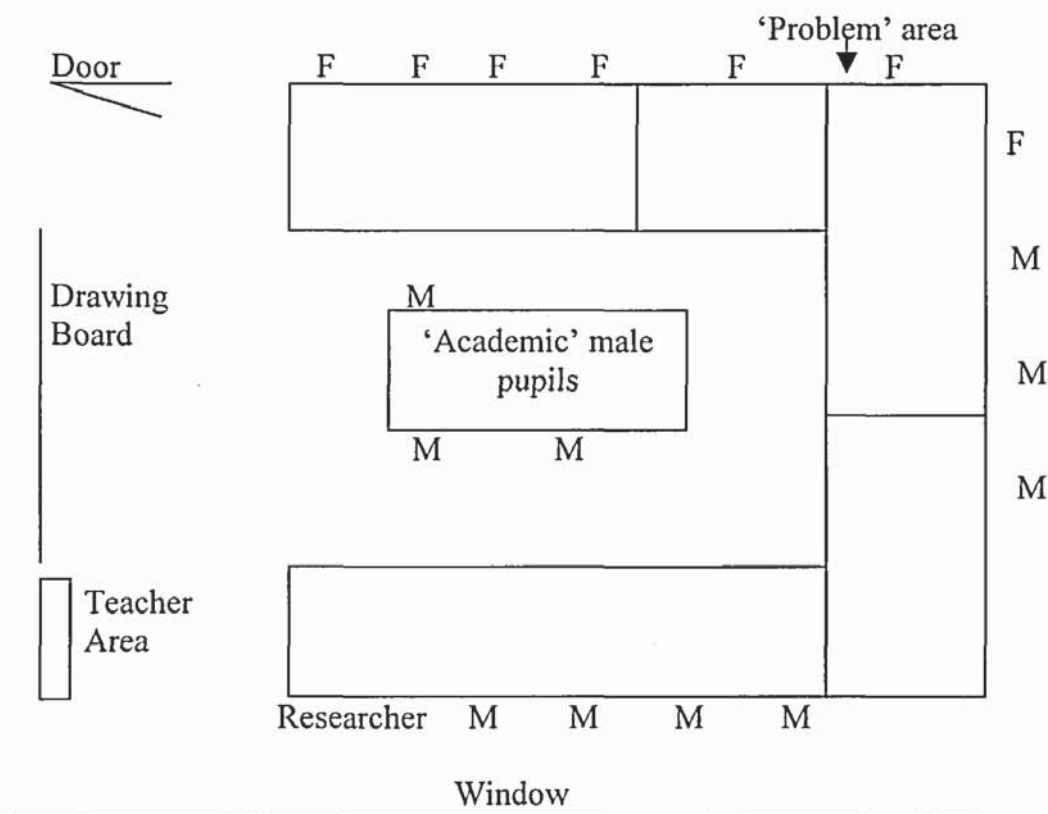 ‘Problem’ area
Door
F F F F F F
F
M
Drawing
Board
M
‘Academic’ male
pupils
M
M M
M
Teacher
Area
Researcher M M M M
Window